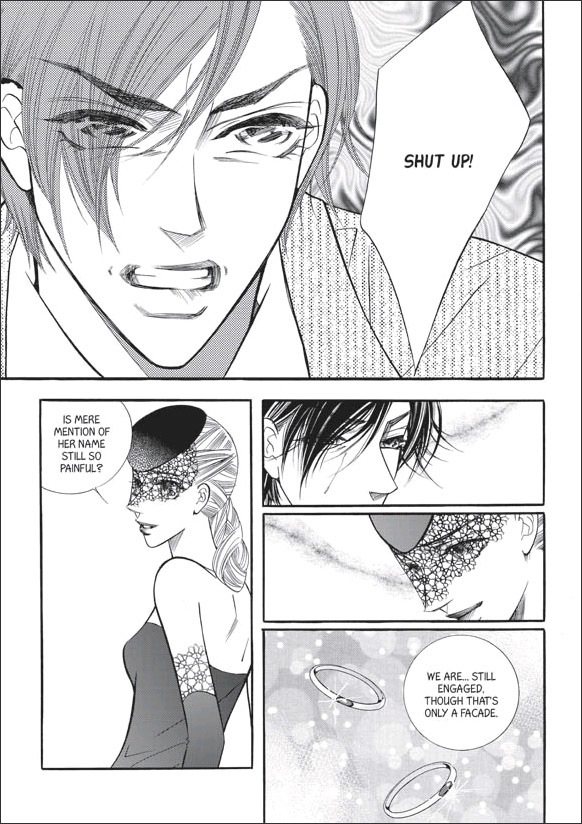 SHUT UP!
IS MERE
MENTION OF
HER NAME
STILL SO
PAINFUL?
WE ARE... STILL
ENGAGED,
THOUGH THAT'S
ONLY A FACADE.